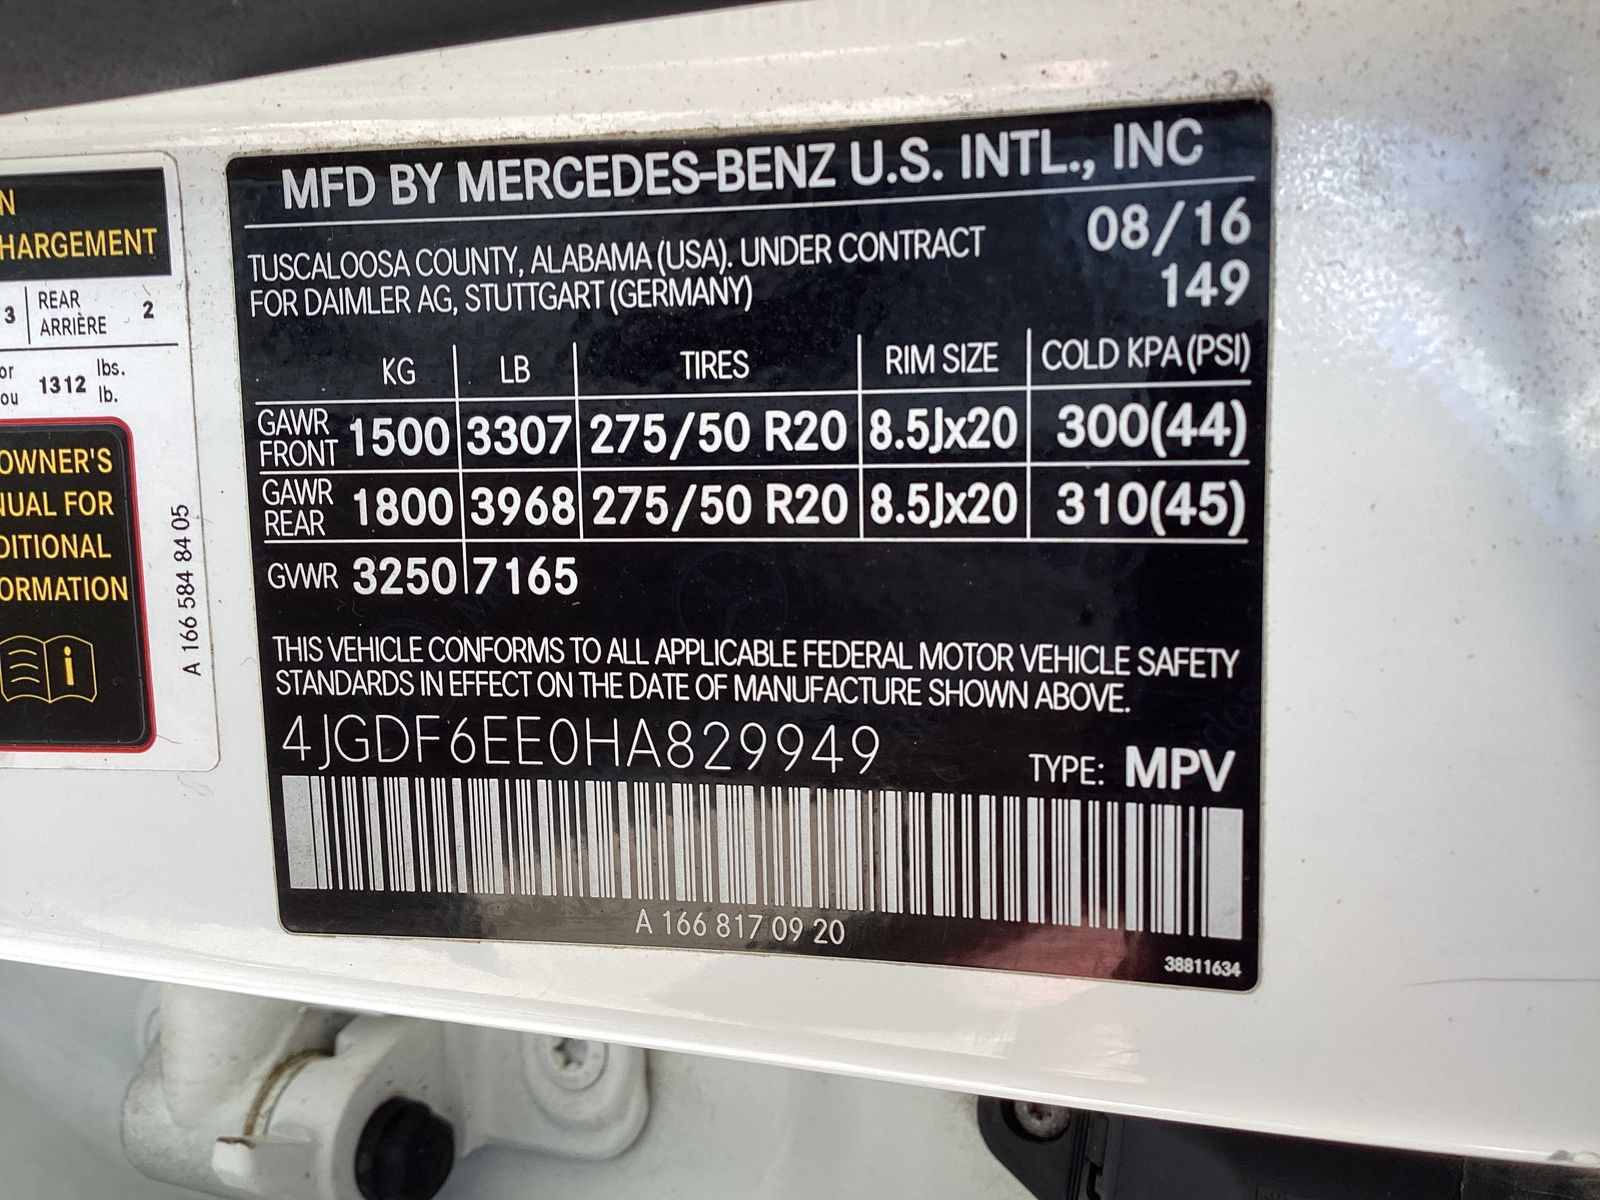 N
HARGEMENT
3 REAR ARRIÈRE 2
or ou 1312 lbs. lb.
OWNER'S
NUAL FOR
DITIONAL
ORMATION
i
A 166 584 84 05
MFD BY MERCEDES-BENZ U.S. INTL., INC
TUSCALOOSA COUNTY, ALABAMA (USA). UNDER CONTRACT
FOR DAIMLER AG, STUTTGART (GERMANY)
08/16
149
KG LB TIRES RIM SIZE COLD KPA (PSI)
GAWR FRONT 1500 3307 275/50 R20 8.5Jx20 300(44)
GAWR REAR 1800 3968 275/50 R20 8.5Jx20 310(45)
GVWR 3250 7165
THIS VEHICLE CONFORMS TO ALL APPLICABLE FEDERAL MOTOR VEHICLE SAFETY
STANDARDS IN EFFECT ON THE DATE OF MANUFACTURE SHOWN ABOVE.
4JGDF6EE0HA829949
TYPE: MPV
A 166 817 09 20
38811634